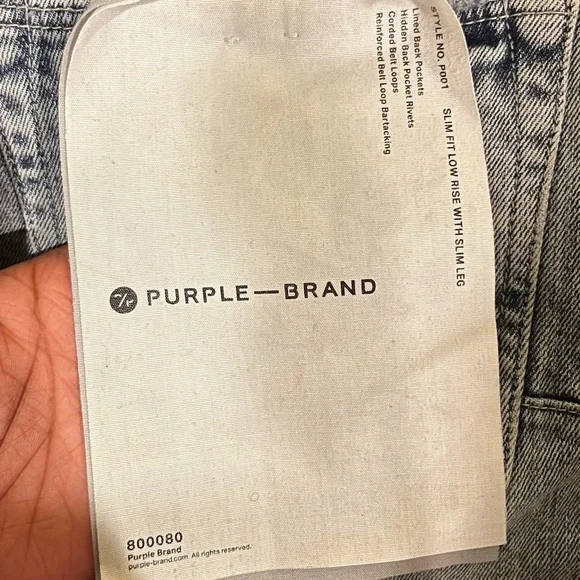 STYLE NO. P001
SLIM FIT LOW RISE WITH SLIM LEG
Lined Back Pockets
Hidden Back Pocket Rivets
Corded Belt Loops
Reinforced Belt Loop Bartacking
PURPLE—BRAND
800080
Purple Brand
purple-brand.com All rights reserved.